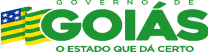 GOVERNO DE
GOIÁS
O ESTADO QUE DÁ CERTO